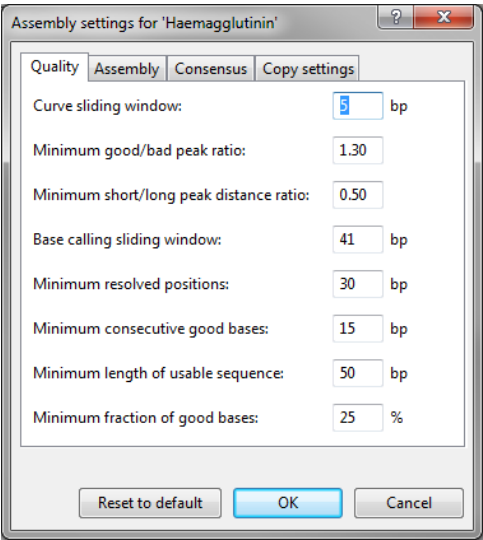 Assembly settings for 'Haemagglutinin'
? X
Quality Assembly Consensus Copy settings
Curve sliding window: 5 bp
Minimum good/bad peak ratio: 1.30
Minimum short/long peak distance ratio: 0.50
Base calling sliding window: 41 bp
Minimum resolved positions: 30 bp
Minimum consecutive good bases: 15 bp
Minimum length of usable sequence: 50 bp
Minimum fraction of good bases: 25 %
Reset to default OK Cancel